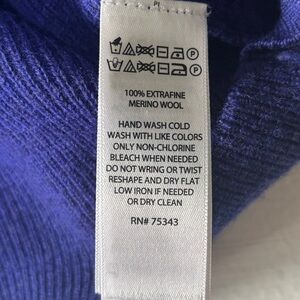 100% EXTRAFINE
MERINO WOOL
HAND WASH COLD
WASH WITH LIKE COLORS
ONLY NON-CHLORINE
BLEACH WHEN NEEDED
DO NOT WRING OR TWIST
RESHAPE AND DRY FLAT
LOW IRON IF NEEDED
OR DRY CLEAN
RN# 75343